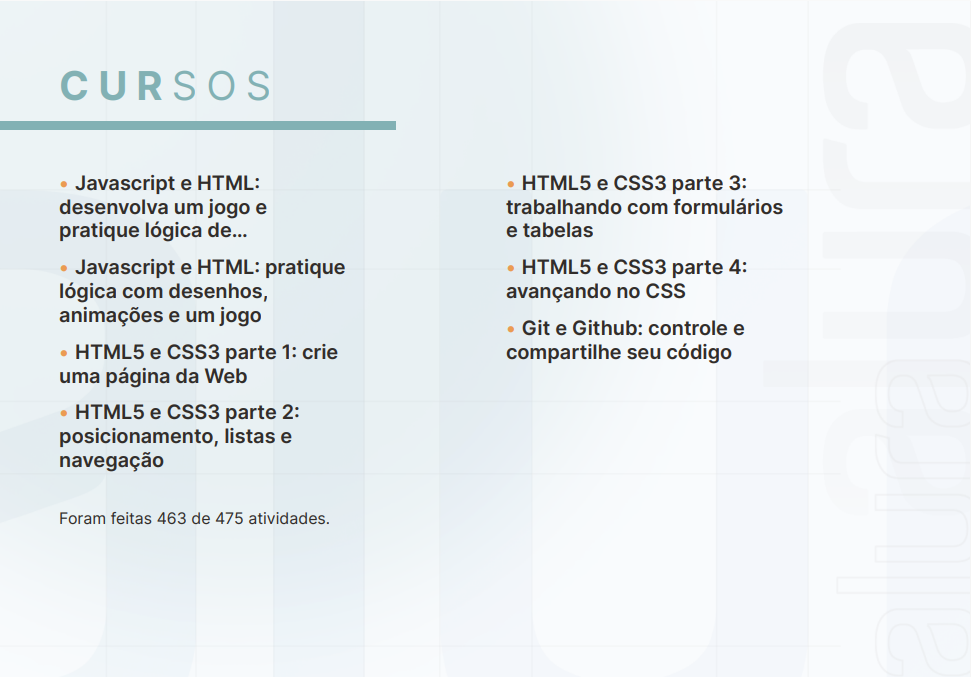 CURSOS
• Javascript e HTML:
desenvolva um jogo e
pratique lógica de...
• Javascript e HTML: pratique
lógica com desenhos,
animações e um jogo
• HTML5 e CSS3 parte 1: crie
uma página da Web
• HTML5 e CSS3 parte 2:
posicionamento, listas e
navegação
• HTML5 e CSS3 parte 3:
trabalhando com formulários
e tabelas
• HTML5 e CSS3 parte 4:
avançando no CSS
• Git e Github: controle e
compartilhe seu código
Foram feitas 463 de 475 atividades.
alura
alura